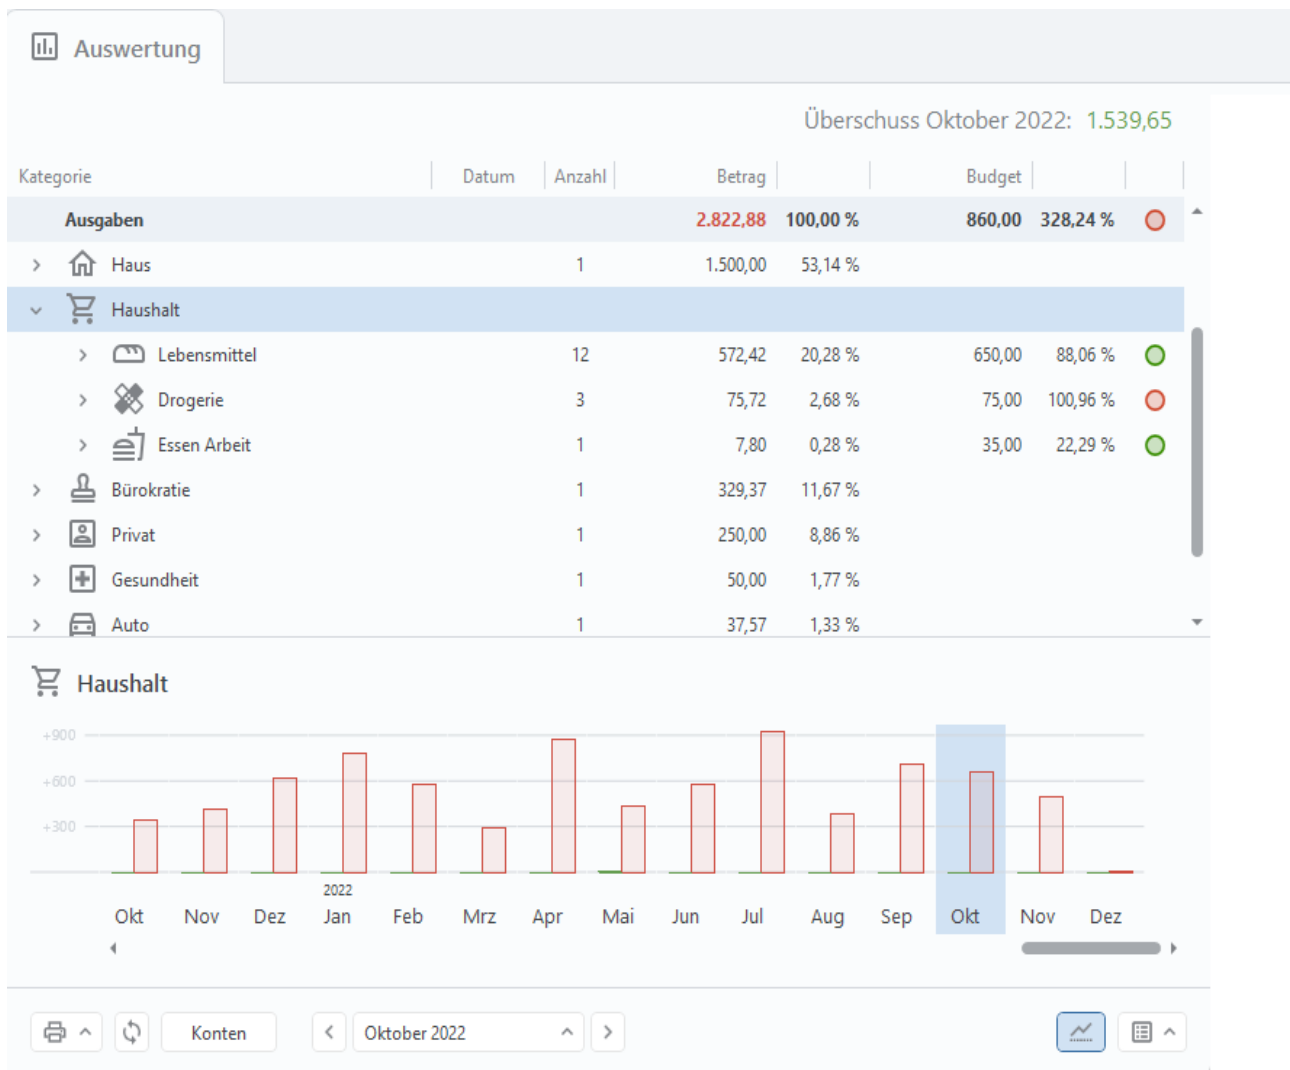 Auswertung
Überschuss Oktober 2022: 1.539,65
Kategorie Datum Anzahl Betrag Budget
Ausgaben 2.822,88 100,00 % 860,00 328,24 %
Haus 1 1.500,00 53,14 %
Haushalt
Lebensmittel 12 572,42 20,28 % 650,00 88,06 %
Drogerie 3 75,72 2,68 % 75,00 100,96 %
Essen Arbeit 1 7,80 0,28 % 35,00 22,29 %
Bürokratie 1 329,37 11,67 %
Privat 1 250,00 8,86 %
Gesundheit 1 50,00 1,77 %
Auto 1 37,57 1,33 %
Haushalt
+900
+600
+300
2022
Okt Nov Dez Jan Feb Mrz Apr Mai Jun Jul Aug Sep Okt Nov Dez
Konten Oktober 2022